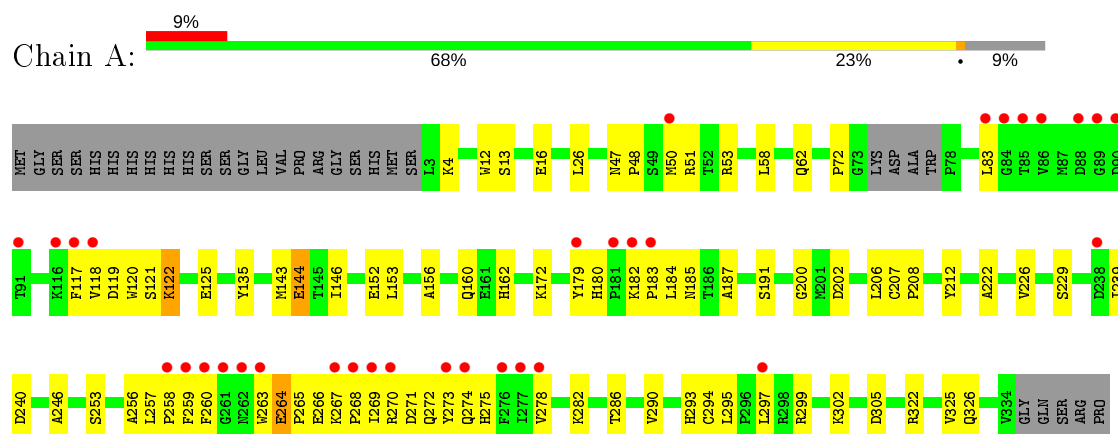 9%
Chain A:
68% 23% • 9%
MET GLY SER SER HIS HIS HIS HIS HIS HIS SER SER GLY LEU VAL PRO ARG GLY SER HIS MET SER L3 K4 W12 S13 E16 L26 N47 P48 S49 M50 R51 T52 R53 L58 Q62 P72 G73 LYS ASP ALA TRP P78 L83 G84 T85 V86 M87 D88 G89 D90
T91 K116 F117 V118 D119 W120 S121 K122 E125 Y135 M143 E144 T145 I146 E152 L153 A156 Q160 E161 H162 K172 Y179 H180 P181 K182 P183 L184 N185 T186 A187 S191 G200 M201 D202 L206 C207 P208 Y212 A222 V226 S229 D238
D240 A246 S253 A256 L257 P258 F259 F260 G261 N262 W263 E264 P265 E266 K267 P268 I269 R270 D271 Q272 Y273 Q274 H275 F276 I277 V278 K282 T286 V290 H293 C294 L295 P296 L297 R298 R299 K302 D305 R322 V325 Q326 V334 GLY GLN SER ARG PRO